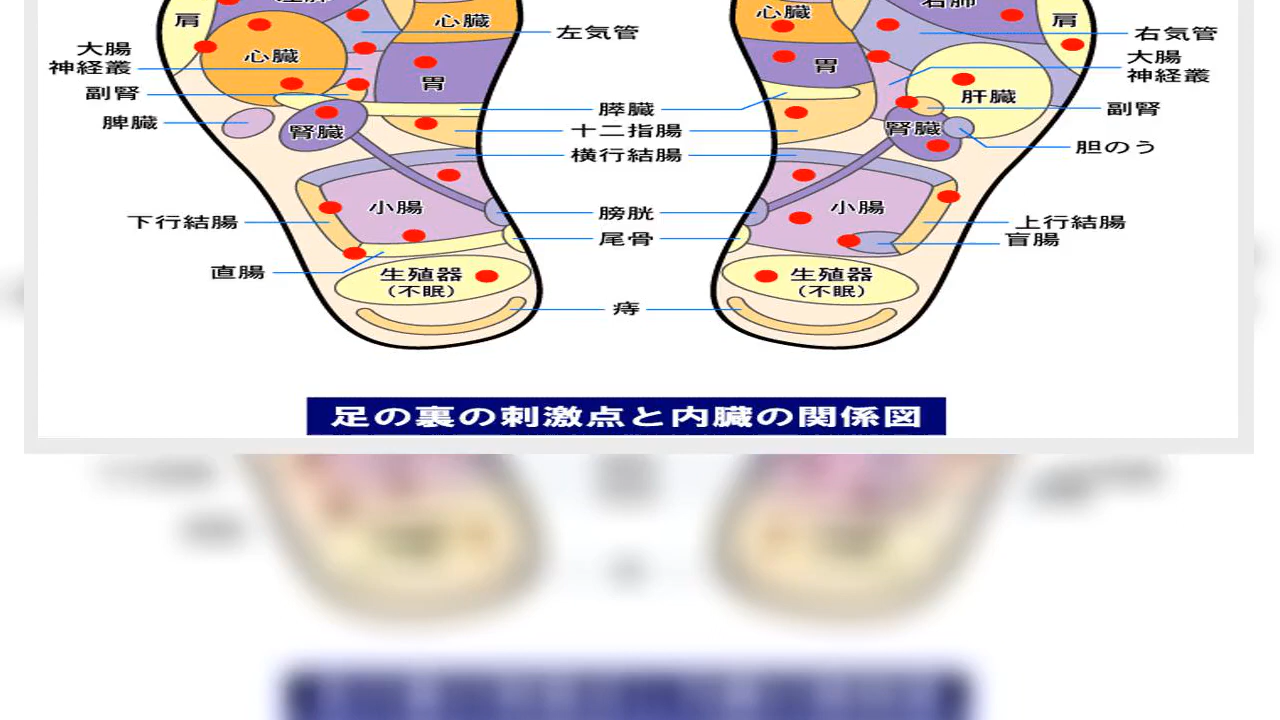 肩
心臓
心臓
左気管
心臓
右肺
肩
右気管
大腸
神経叢
胃
胃
大腸
神経叢
副腎
膵臓
肝臓
副腎
脾臓
腎臓
十二指腸
腎臓
胆のう
横行結腸
下行結腸
小腸
膀胱
小腸
上行結腸
尾骨
盲腸
直腸
生殖器
(不眠)
生殖器
(不眠)
痔
足の裏の刺激点と内臓の関係図